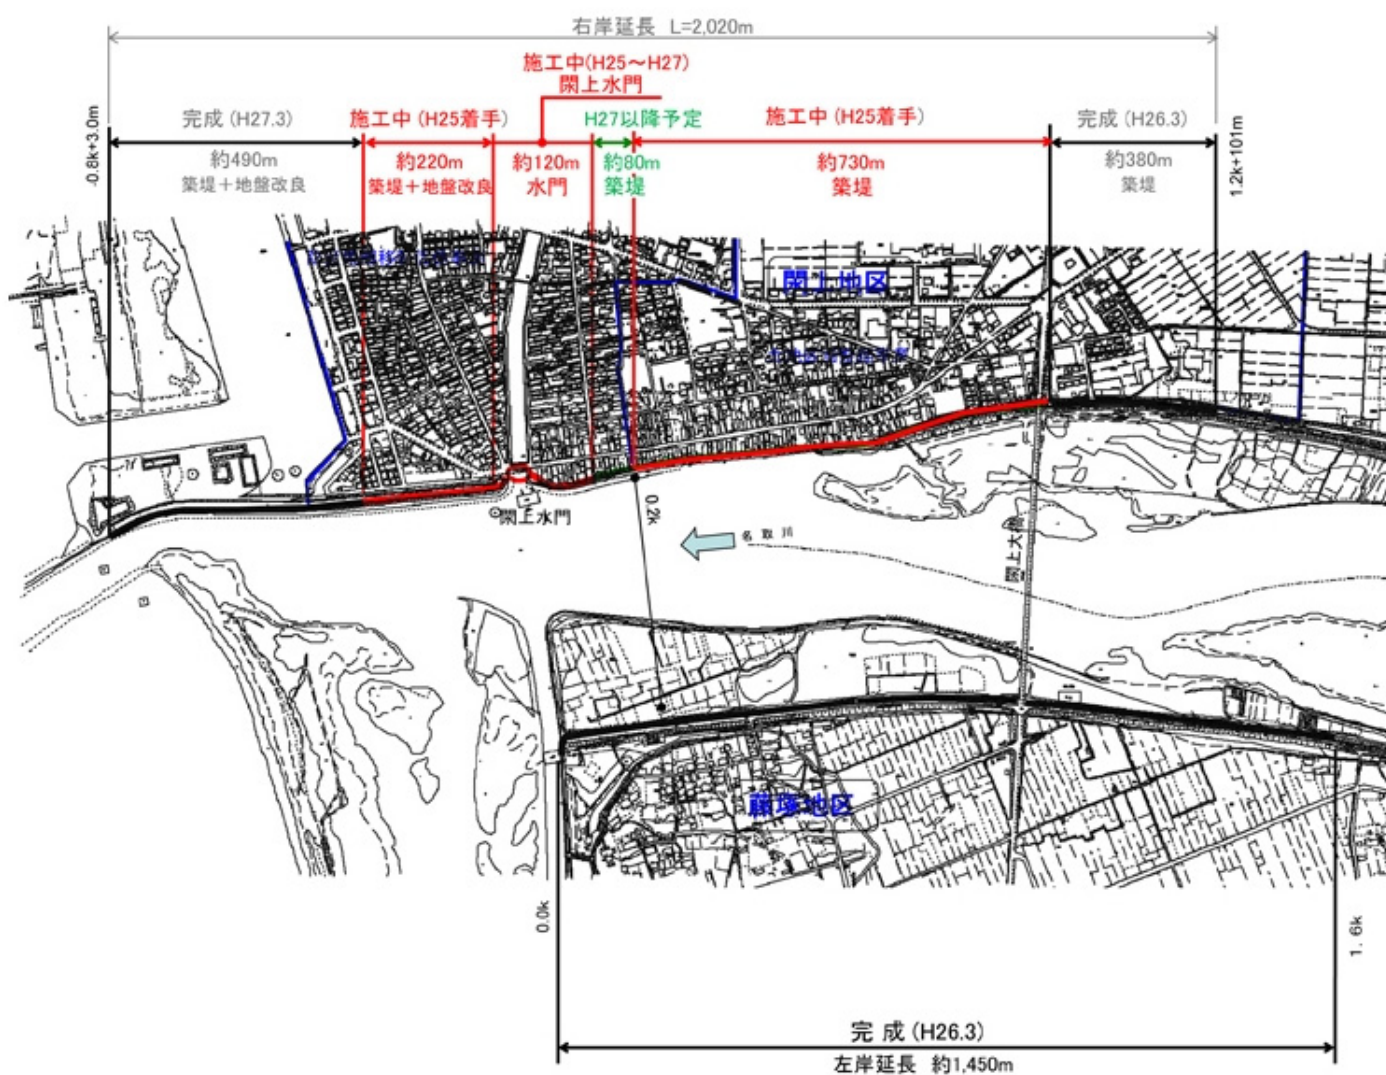 右岸延長 L=2,020m
施工中(H25～H27)
閖上水門
完成(H27.3)
施工中(H25着手)
H27以降予定
施工中(H25着手)
完成(H26.3)
-0.8k+3.0m
1.2k+101m
約490m
築堤＋地盤改良
約220m
築堤＋地盤改良
約120m
水門
約80m
築堤
約730m
築堤
約380m
築堤
閖上地区
閖上水門
0.2k
名取川
閖上大橋
藤塚地区
0.0k
1.6k
完成(H26.3)
左岸延長 約1,450m